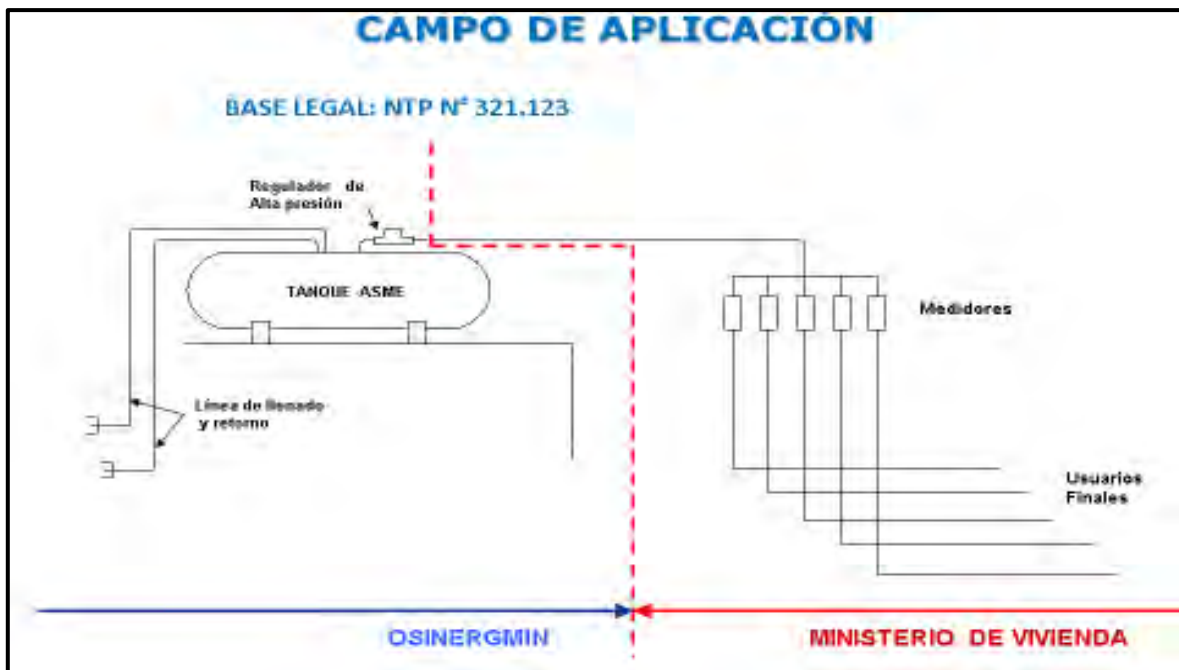 CAMPO DE APLICACIÓN
BASE LEGAL: NTP N° 321.123
Regulador de
Alta presión
TANQUE ASME
Medidores
Línea de llenado
y retorno
Usuarios
Finales
OSINERGMIN
MINISTERIO DE VIVIENDA